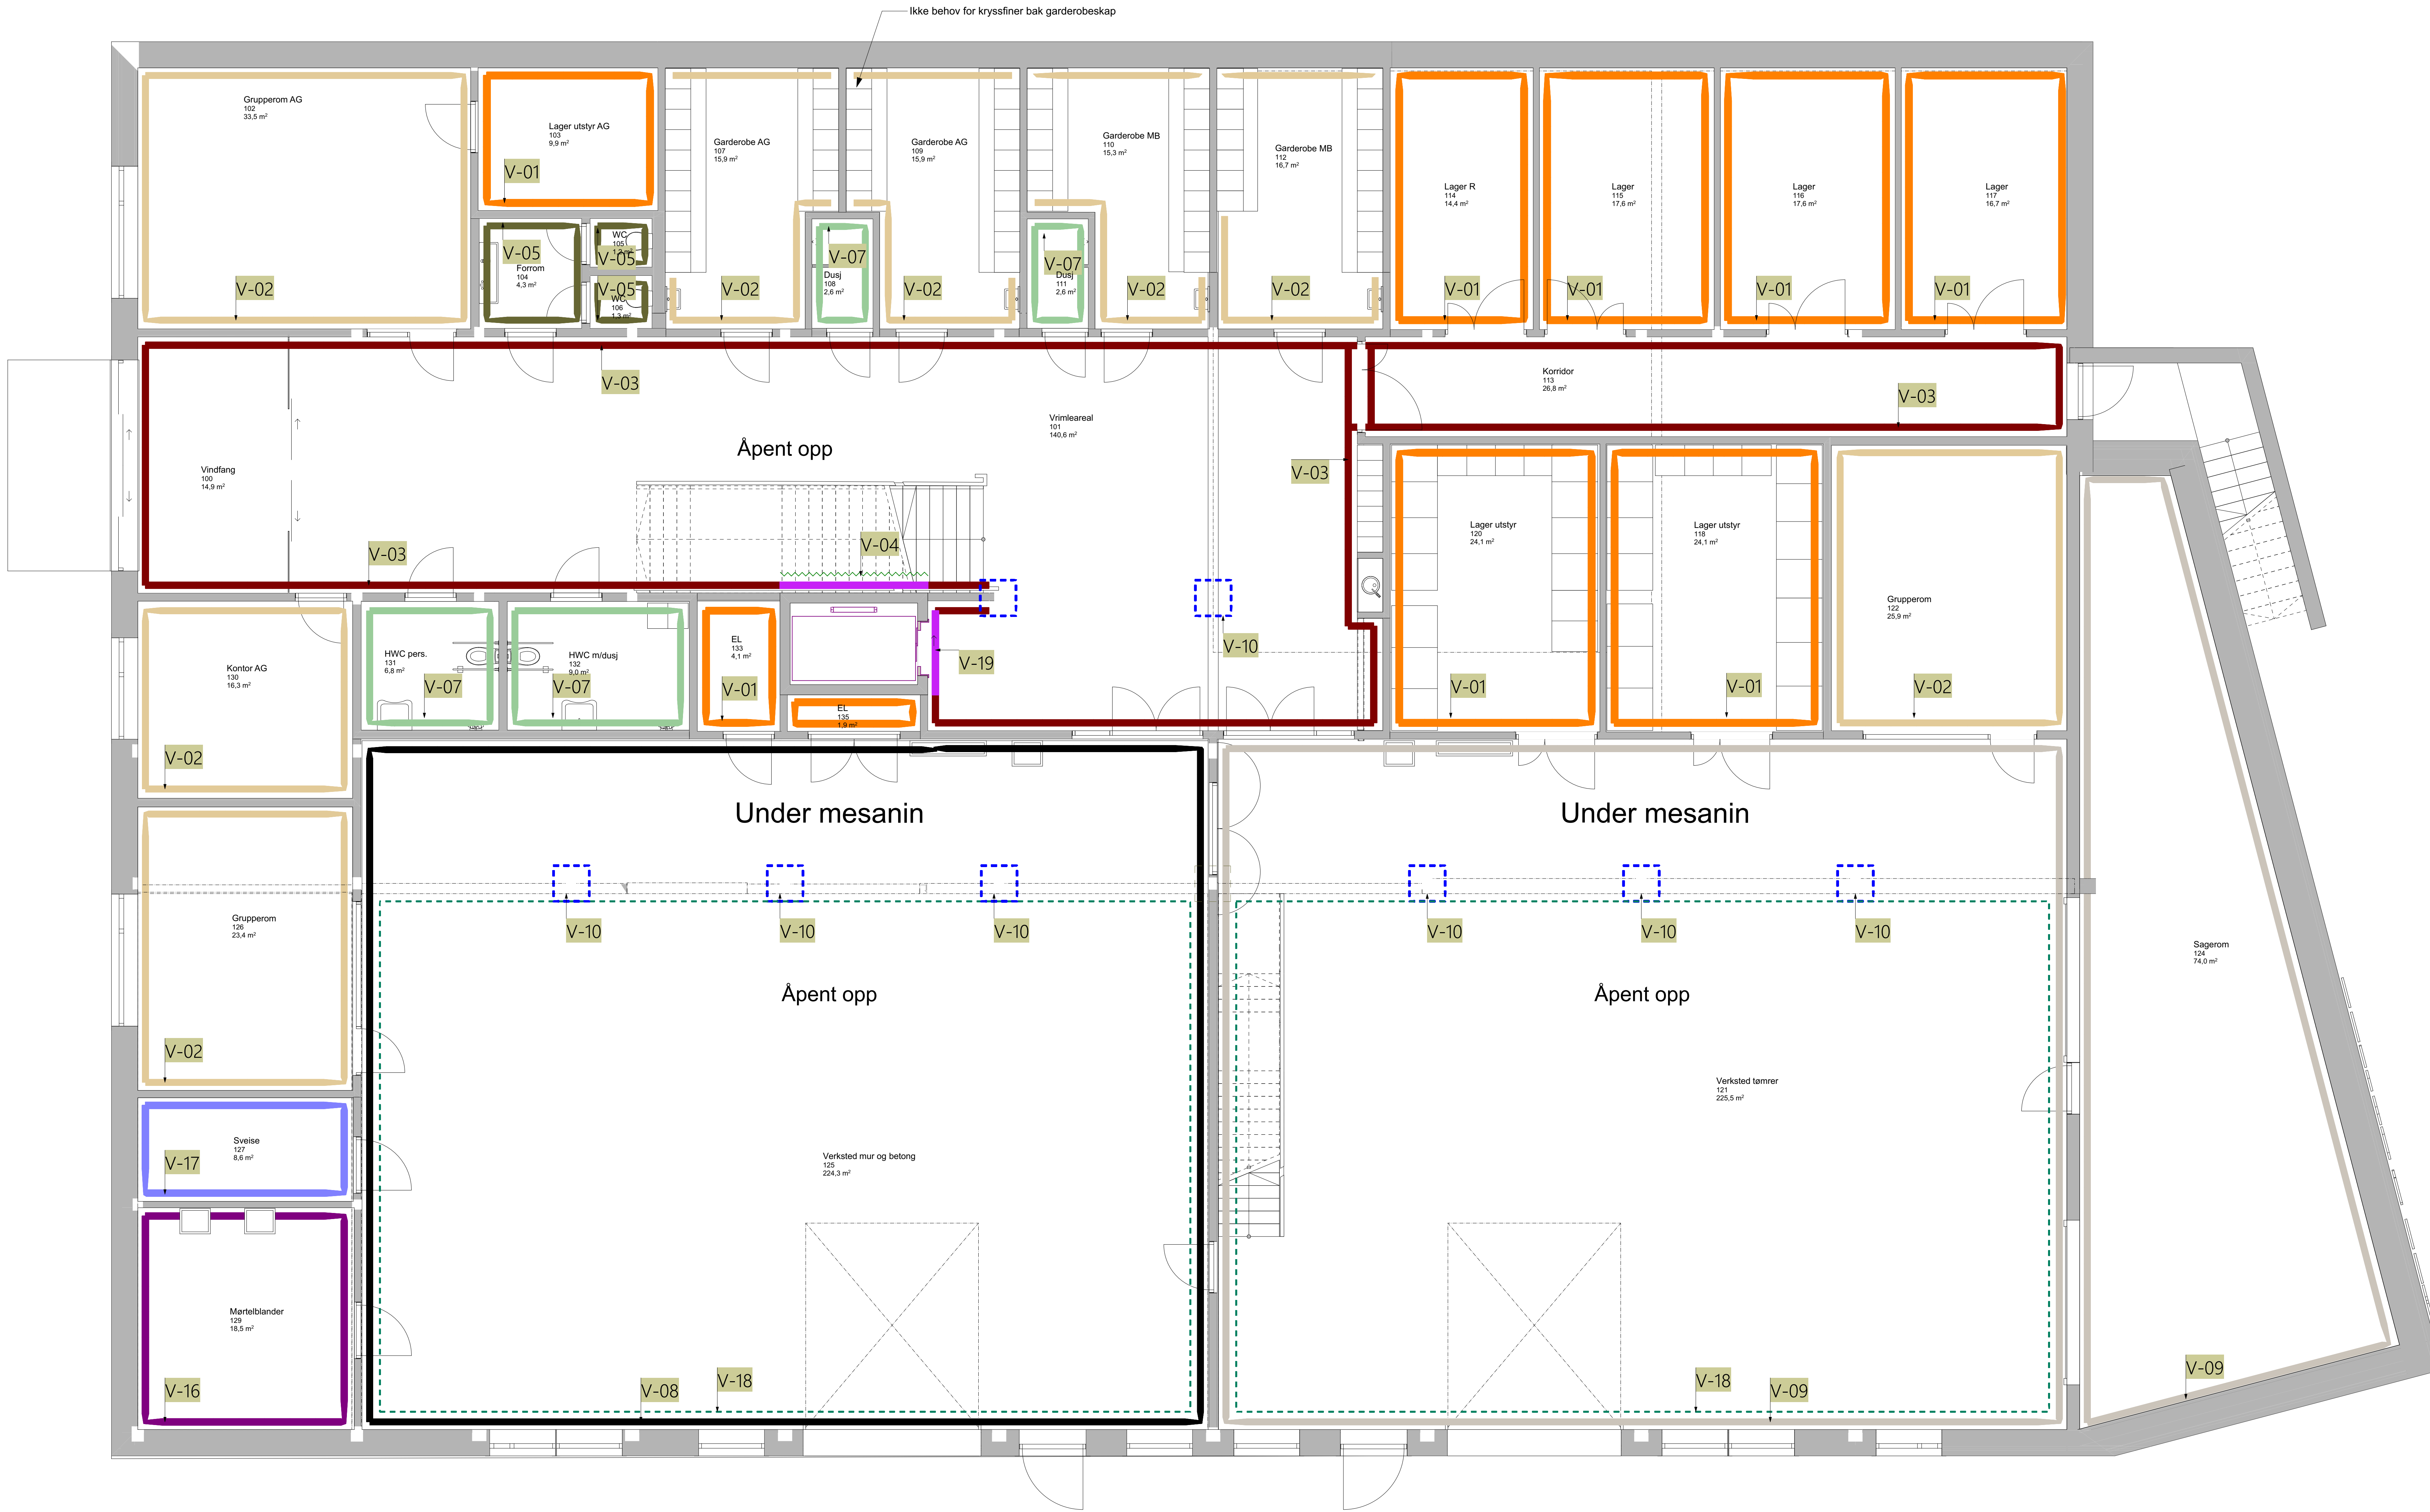 Ikke behov for kryssfiner bak garderobeskap
Grupperom AG
102
33,5 m²
V-02
Lager utstyr AG
103
9,9 m²
V-01
Forrom
104
4,3 m²
V-05
WC
105
1,3 m²
V-05
WC
106
1,3 m²
V-05
Garderobe AG
107
15,9 m²
V-02
Dusj
108
2,6 m²
V-07
Garderobe AG
109
15,9 m²
V-02
Garderobe MB
110
15,3 m²
V-02
Dusj
111
2,6 m²
V-07
Garderobe MB
112
16,7 m²
V-02
Lager R
114
14,4 m²
V-01
Lager
115
17,6 m²
V-01
Lager
116
17,6 m²
V-01
Lager
117
16,7 m²
V-01
V-03
Korridor
113
26,8 m²
V-03
Vrimleareal
101
140,6 m²
Åpent opp
Vindfang
100
14,9 m²
V-03
V-03
V-04
Lager utstyr
120
24,1 m²
V-01
Lager utstyr
118
24,1 m²
V-01
Grupperom
122
25,9 m²
V-02
Kontor AG
130
16,3 m²
V-02
HWC pers.
131
6,8 m²
V-07
HWC m/dusj
132
9,0 m²
V-07
EL
133
4,1 m²
V-01
EL
135
1,9 m²
V-19
V-10
Under mesanin
Under mesanin
V-10
V-10
V-10
V-10
V-10
V-10
Grupperom
126
23,4 m²
V-02
Åpent opp
Åpent opp
Sagerom
124
74,0 m²
Verksted tømrer
121
225,5 m²
Sveise
127
8,6 m²
V-17
Verksted mur og betong
125
224,3 m²
Mørtelblander
129
18,5 m²
V-16
V-08
V-18
V-18
V-09
V-09